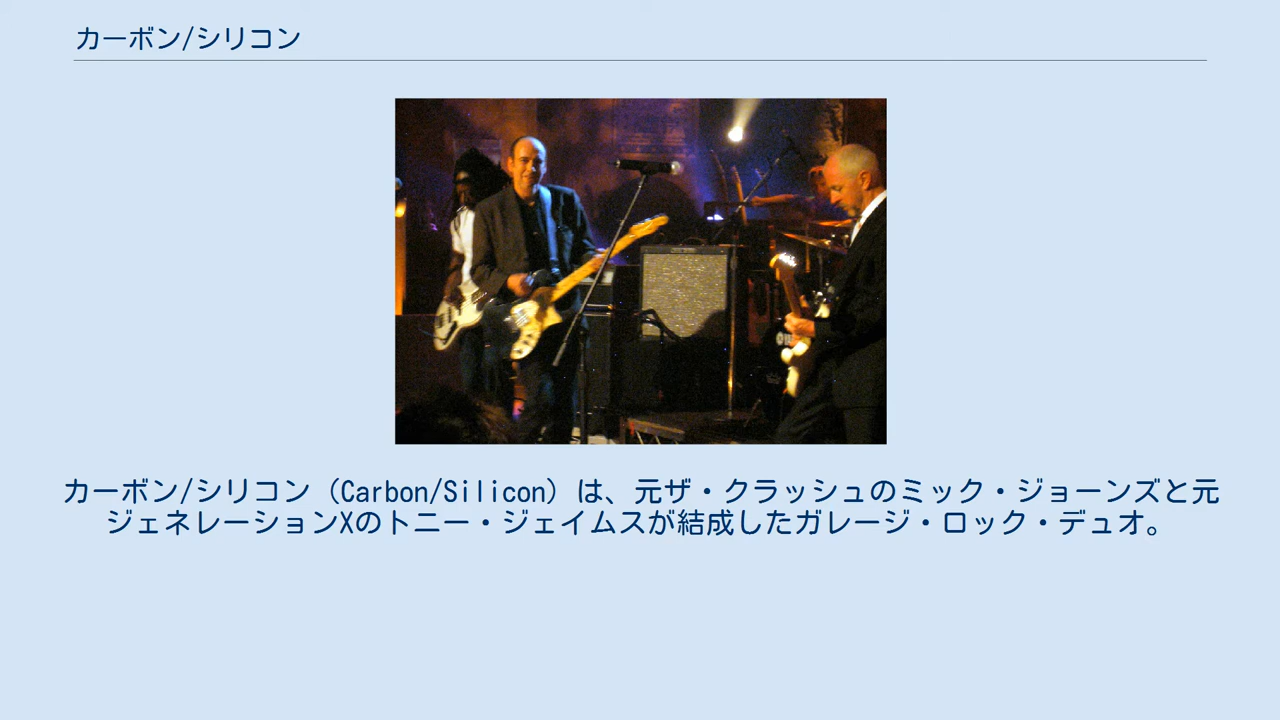 カーボン/シリコン
カーボン/シリコン（Carbon/Silicon）は、元ザ・クラッシュのミック・ジョーンズと元
ジェネレーションXのトニー・ジェイムスが結成したガレージ・ロック・デュオ。